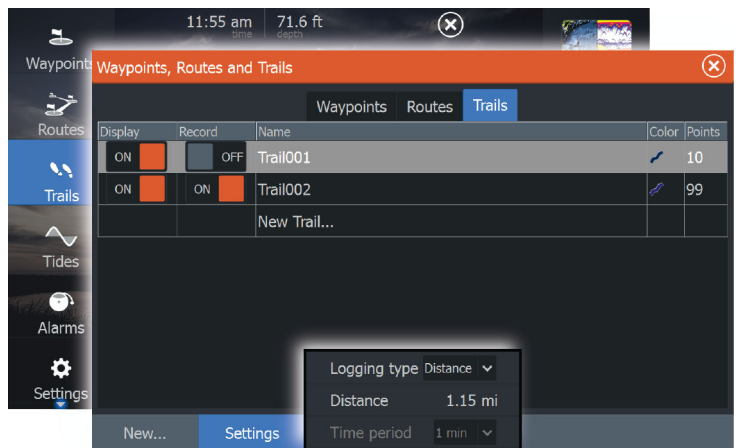 11:55 am
time
71.6 ft
depth
Waypoints
Routes
Trails
Tides
Alarms
Settings
Waypoints, Routes and Trails
Waypoints Routes Trails
Display Record Name Color Points
ON OFF Trail001 10
ON ON Trail002 99
New Trail...
Logging type Distance
Distance 1.15 mi
Time period 1 min
New... Settings